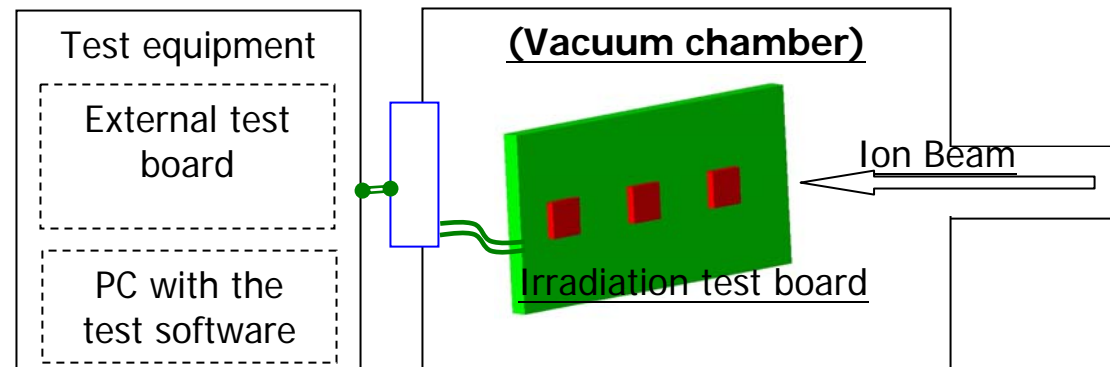 Test equipment
External test
board
PC with the
test software
(Vacuum chamber)
Ion Beam
Irradiation test board